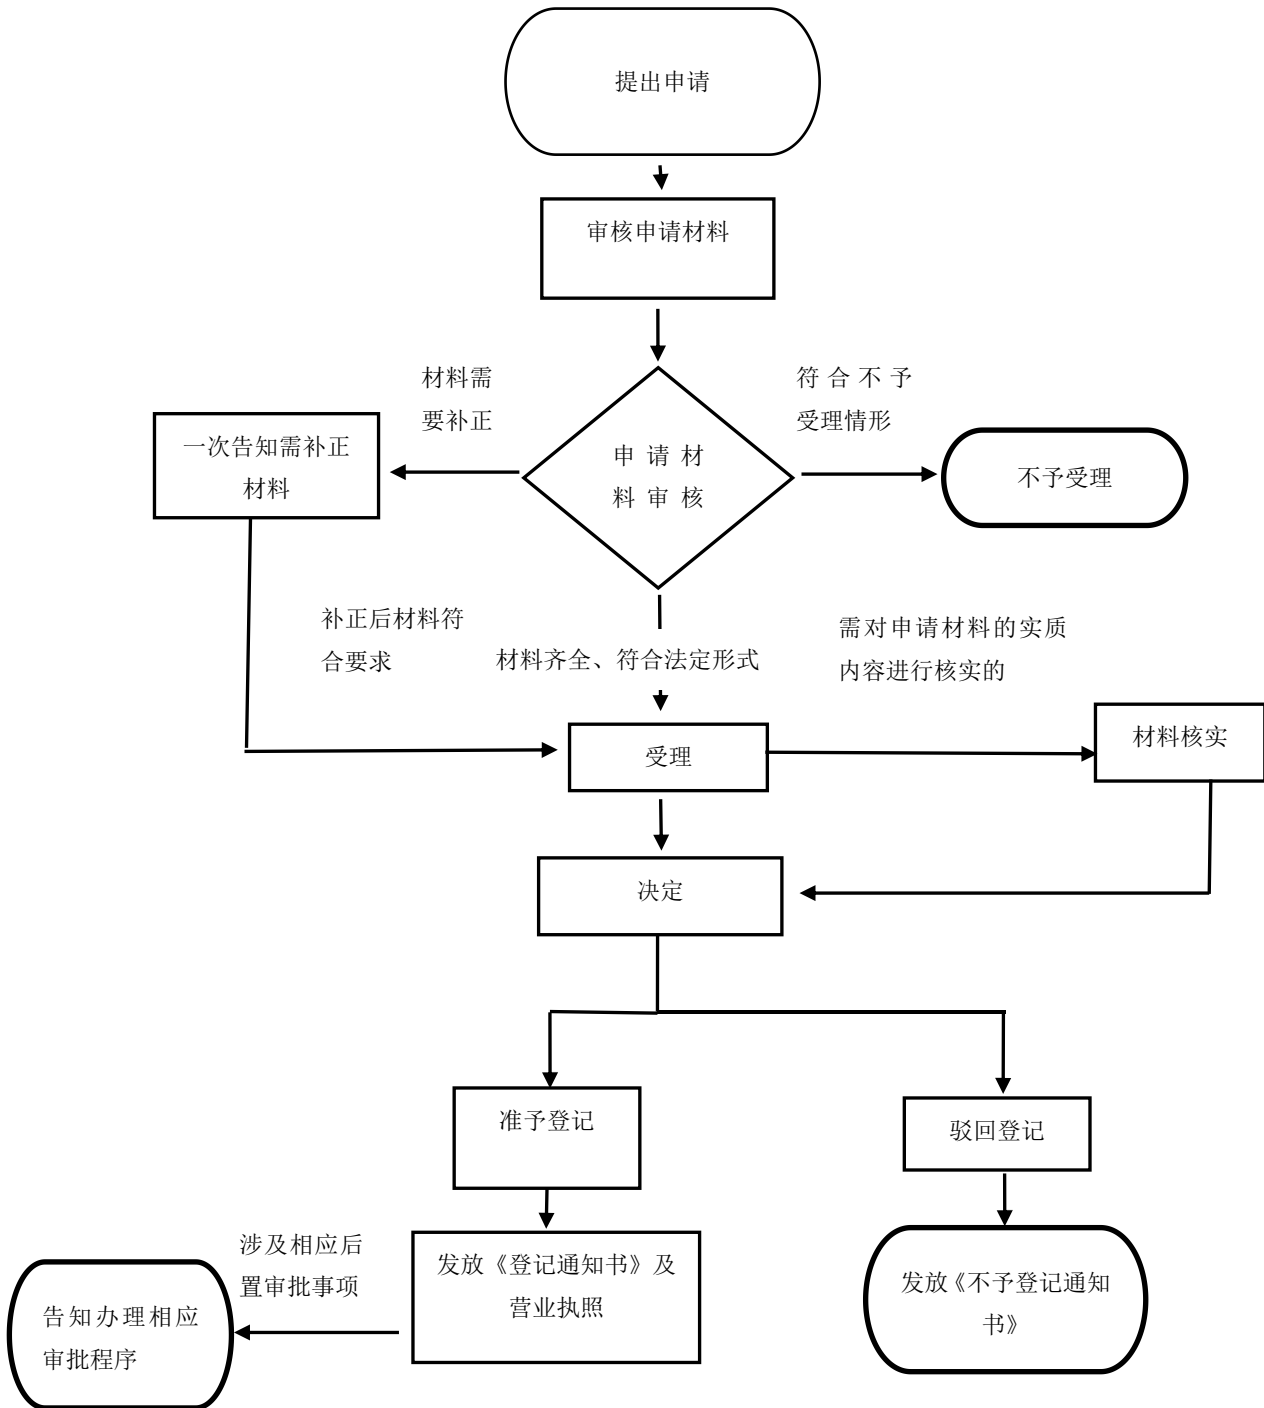 提出申请
审核申请材料
材料需
要补正
符合不予
受理情形
一次告知需补正
材料
申请材
料审核
不予受理
补正后材料符
合要求
材料齐全、符合法定形式
需对申请材料的实质
内容进行核实的
受理
材料核实
决定
准予登记
驳回登记
涉及相应后
置审批事项
发放《登记通知书》及
营业执照
发放《不予登记通知
书》
告知办理相应
审批程序